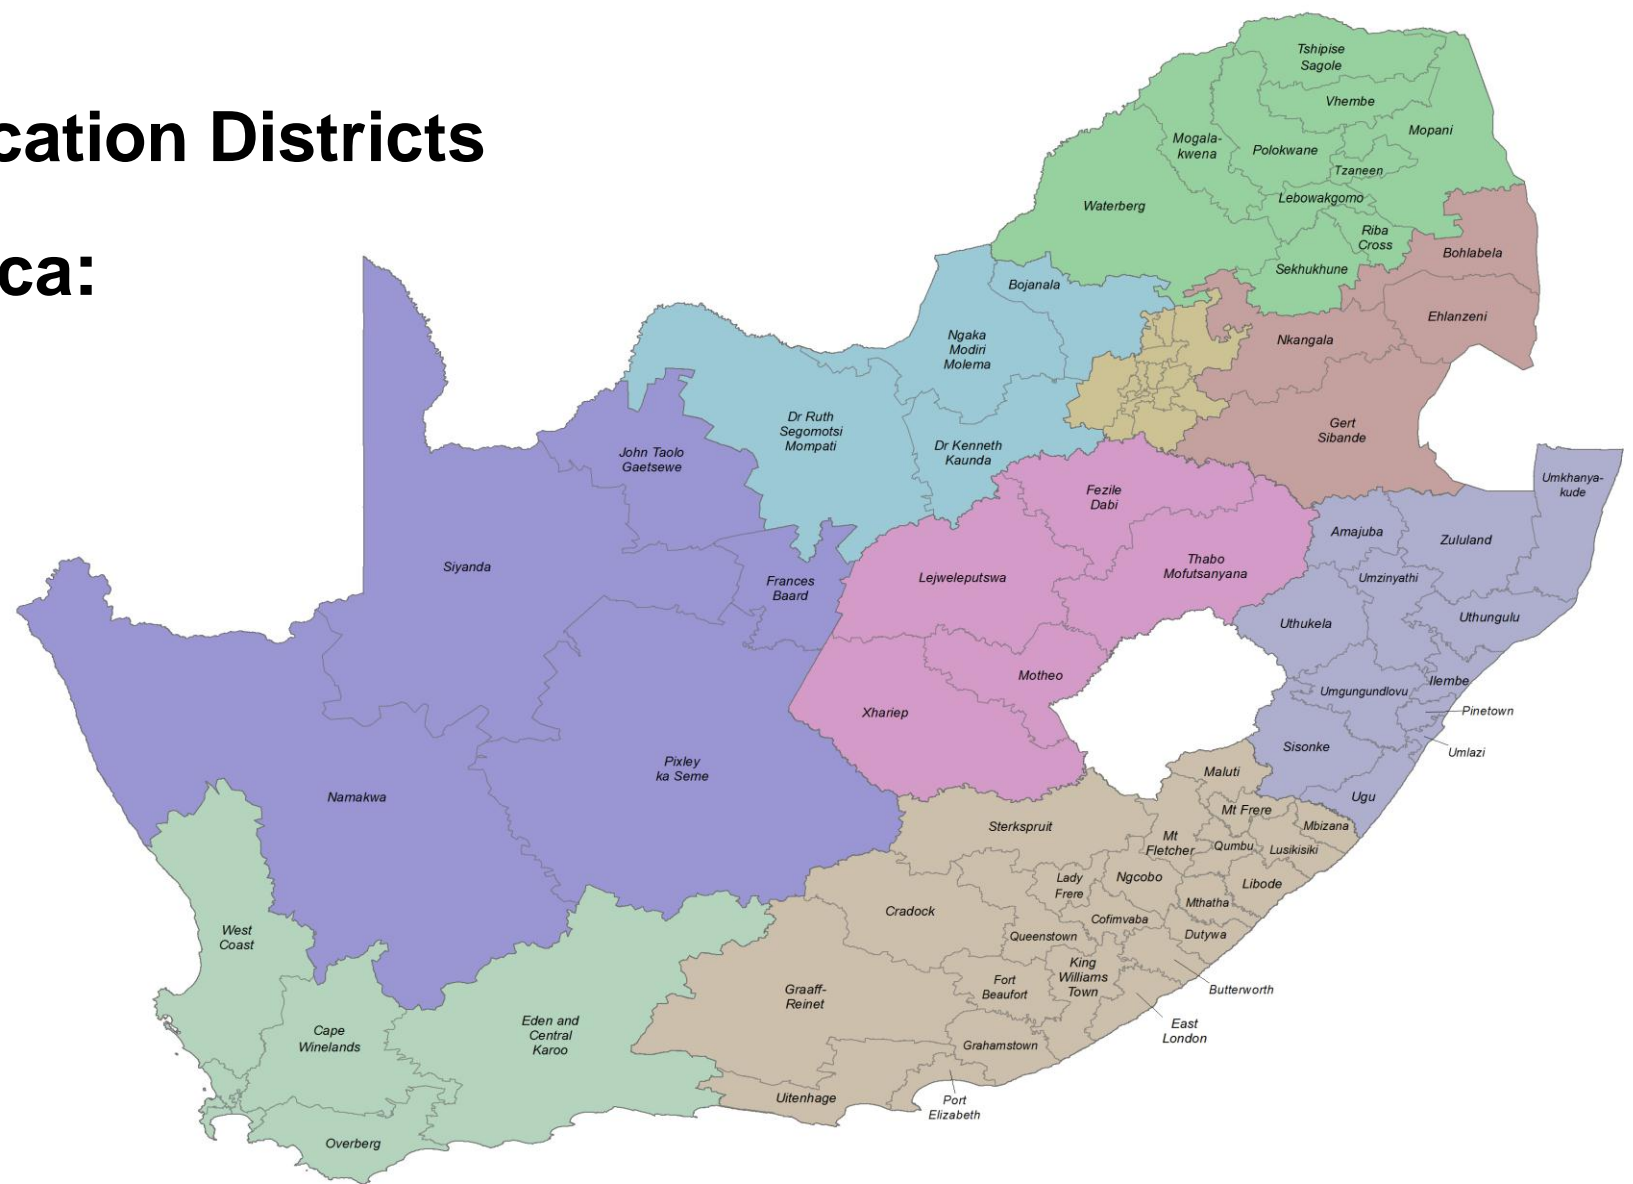 cation Districts
ca:
Tshipise
Sagole
Vhembe
Mopani
Mogala-
kwena
Polokwane
Tzaneen
Lebowakgomo
Waterberg
Riba
Cross
Sekhukhune
Bohlabela
Ehlanzeni
Nkangala
Gert
Sibande
Bojanala
Ngaka
Modiri
Molema
Dr Ruth
Segomotsi
Mompati
Dr Kenneth
Kaunda
John Taolo
Gaetsewe
Siyanda
Frances
Baard
Pixley
ka Seme
Namakwa
Fezile
Dabi
Lejweleputswa
Thabo
Mofutsanyana
Motheo
Xhariep
Umkhanya-
kude
Amajuba
Zululand
Umzinyathi
Uthukela
Uthungulu
Umgungundlovu
Ilembe
Pinetown
Umlazi
Sisonke
Ugu
Maluti
Mt Frere
Mbizana
Sterkspruit
Mt
Fletcher
Qumbu
Lusikisiki
Lady
Frere
Ngcobo
Libode
Mthatha
Cradock
Cofimvaba
Queenstown
Dutywa
King
Williams
Town
Fort
Beaufort
Butterworth
East
London
Graaff-
Reinet
Grahamstown
Uitenhage
Port
Elizabeth
West
Coast
Cape
Winelands
Eden and
Central
Karoo
Overberg